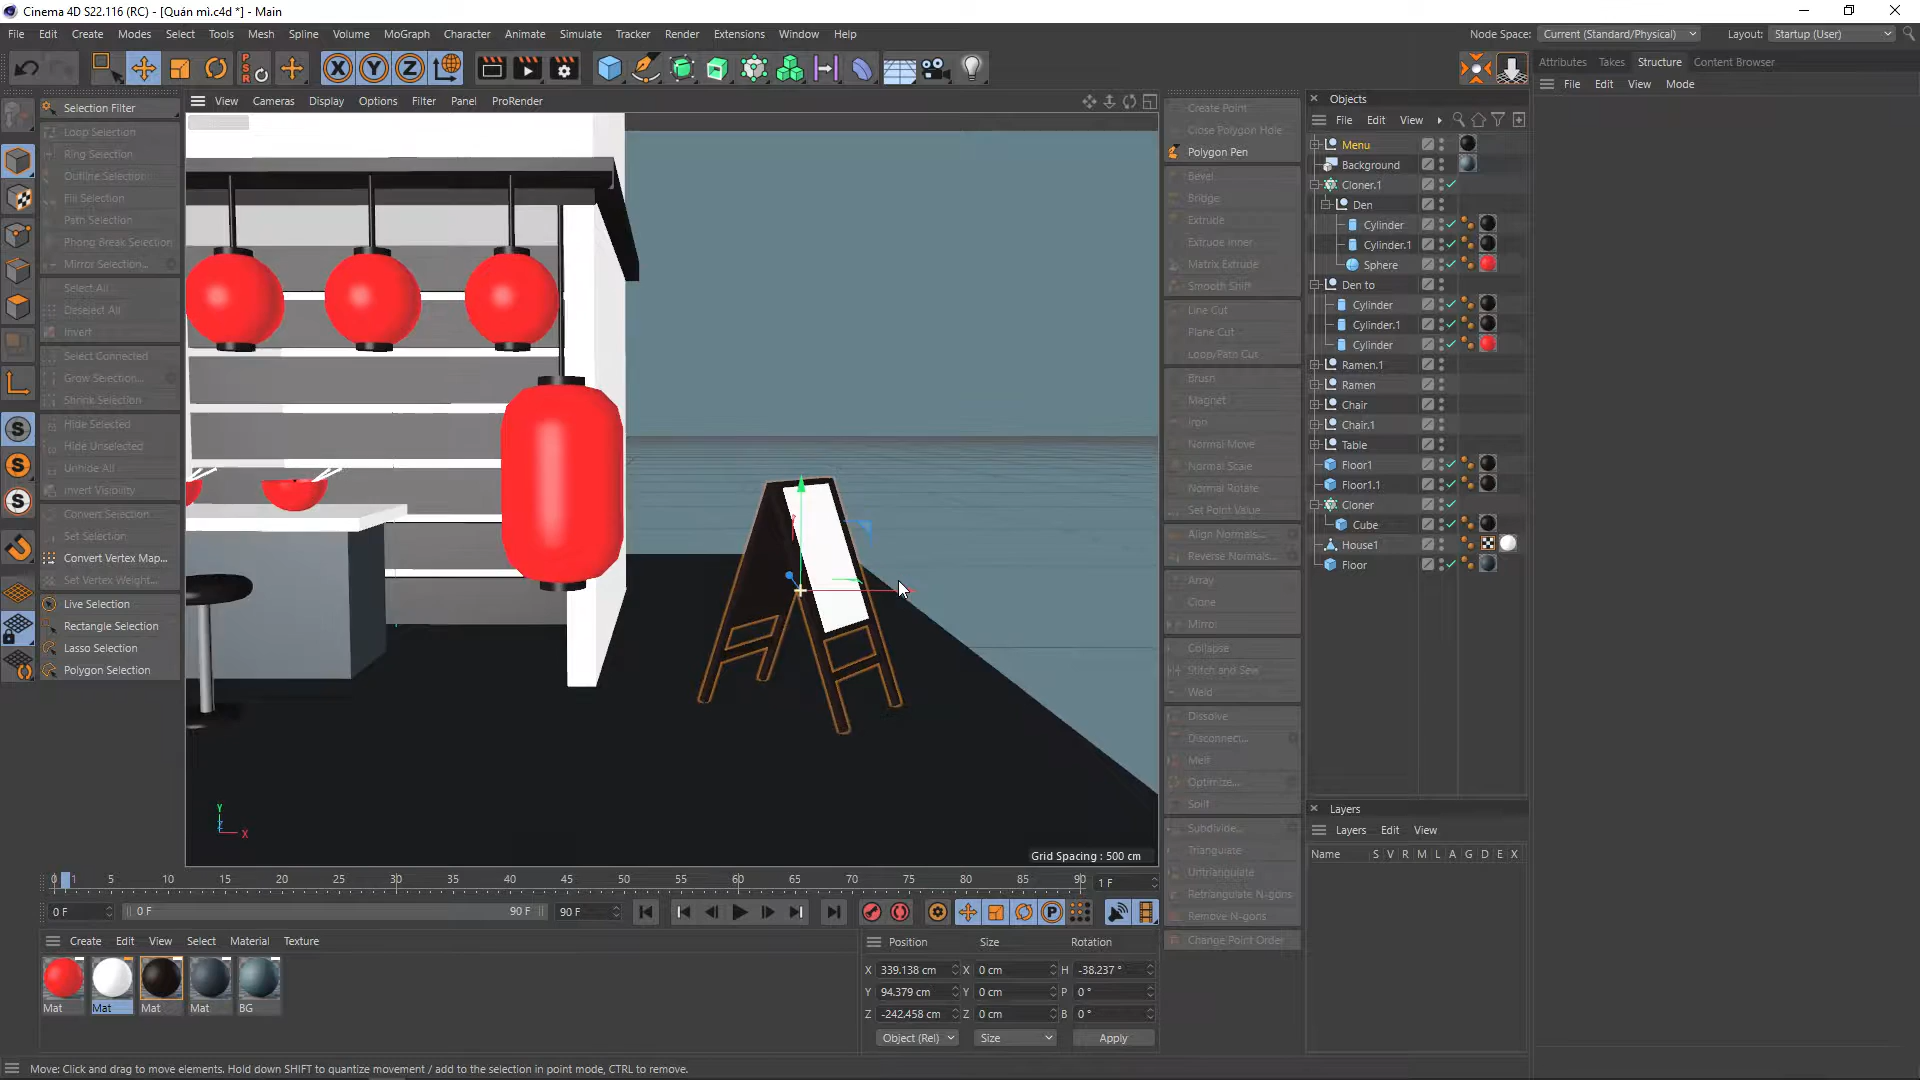 Cinema 4D S22.116 (RC) - [Quán mì.c4d *] - Main
File Edit Create Modes Select Tools Mesh Spline Volume MoGraph Character Animate Simulate Tracker Render Extensions Window Help
Node Space: Current (Standard/Physical) Layout: Startup (User)
Attributes Takes Structure Content Browser
File Edit View Mode
Selection Filter
Loop Selection
Ring Selection
Outline Selection
Fill Selection
Path Selection
Phong Break Selection
Mirror Selection...
Select All
Deselect All
Invert
Select Connected
Grow Selection...
Shrink Selection
Hide Selected
Hide Unselected
Unhide All
Invert Visibility
Convert Selection...
Set Selection
Convert Vertex Map...
Set Vertex Weight...
Live Selection
Rectangle Selection
Lasso Selection
Polygon Selection
View Cameras Display Options Filter Panel ProRender
Y
Z
X
Grid Spacing : 500 cm
Create Point
Close Polygon Hole
Polygon Pen
Bevel
Bridge
Extrude
Extrude Inner
Matrix Extrude
Smooth Shift
Line Cut
Plane Cut
Loop/Path Cut
Brush
Magnet
Iron
Normal Move
Normal Scale
Normal Rotate
Set Point Value
Align Normals...
Reverse Normals...
Array
Clone
Mirror
Collapse
Stitch and Sew
Weld
Dissolve
Disconnect...
Melt
Optimize...
Split
Subdivide...
Triangulate
Untriangulate
Retriangulate N-gons
Remove N-gons
Change Point Order
Objects
File Edit View
Menu
Background
Cloner.1
Den
Cylinder
Cylinder.1
Sphere
Den to
Cylinder
Cylinder.1
Cylinder
Ramen.1
Ramen
Chair
Chair.1
Table
Floor1
Floor1.1
Cloner
Cube
House1
Floor
Layers
Layers Edit View
Name S V R M L A G D E X
0 1 5 10 15 20 25 30 35 40 45 50 55 60 65 70 75 80 85 90 1 F
0 F 0 F 90 F 90 F
Create Edit View Select Material Texture
Mat Mat Mat Mat BG
Position Size Rotation
X 339.138 cm X 0 cm H -38.237 °
Y 94.379 cm Y 0 cm P 0 °
Z -242.458 cm Z 0 cm B 0 °
Object (Rel) Size Apply
Move: Click and drag to move elements. Hold down SHIFT to quantize movement / add to the selection in point mode, CTRL to remove.